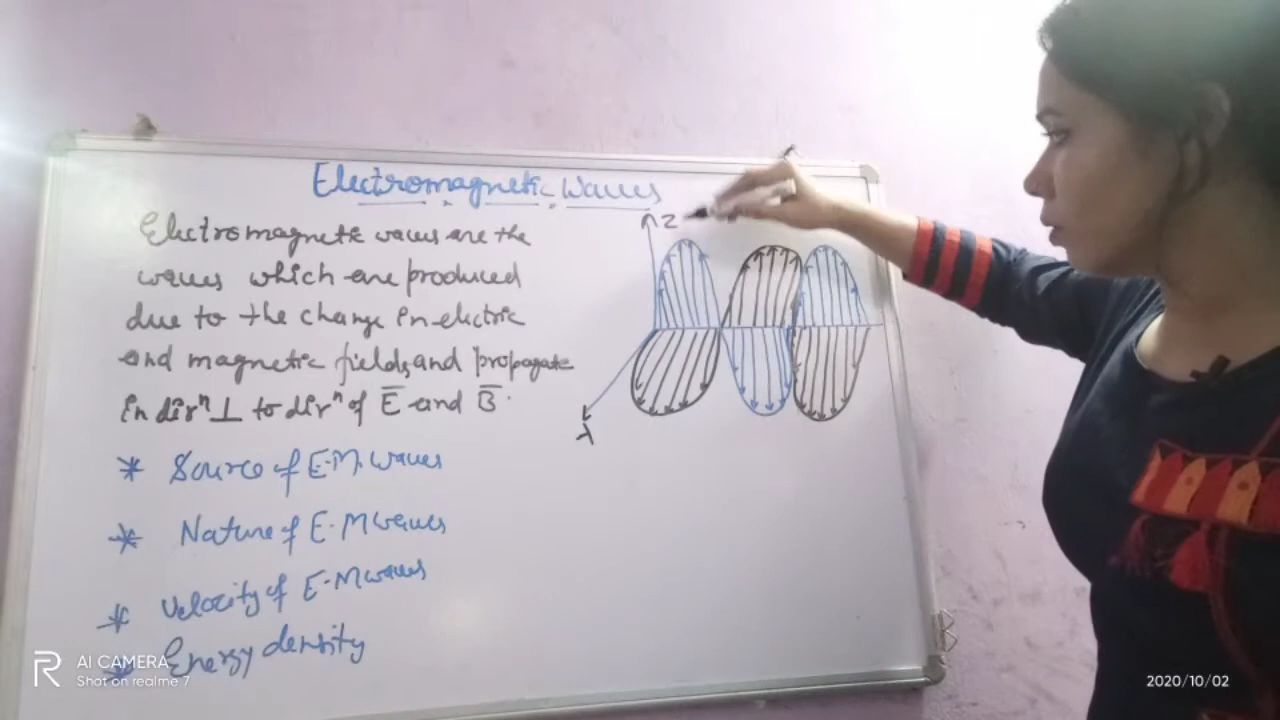 Electromagnetic waves
Electromagnetic waves are the
waves which are produced
due to the change in electric
and magnetic fields, and propagate
in dirⁿ ⊥ to dirⁿ of E̅ and B̅.
* Source of E.M. waves
* Nature of E.M waves
* Velocity of E.M waves
* Energy density
Z
R
AI CAMERA
Shot on realme 7
2020/10/02